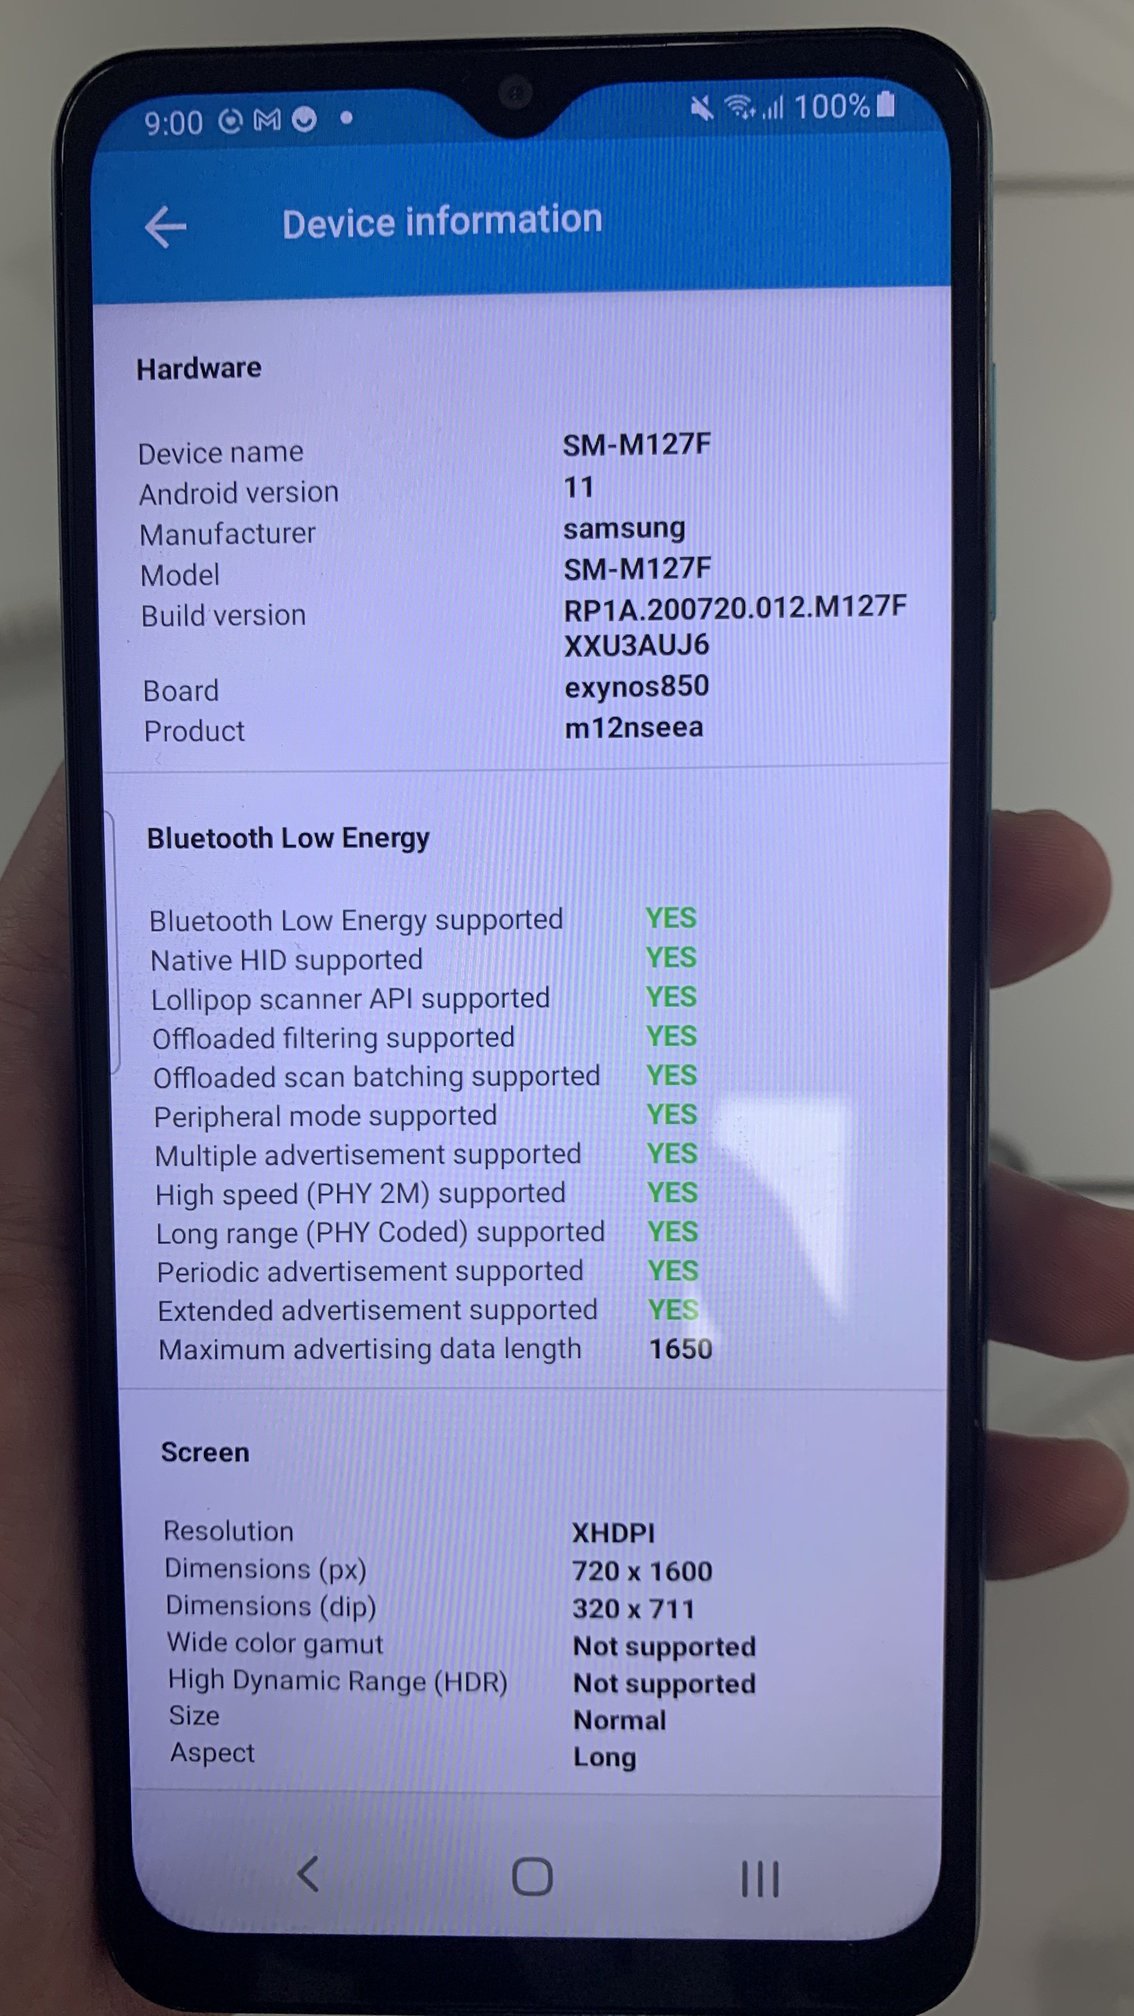 9:00 100%
Device information
Hardware
Device name SM-M127F
Android version 11
Manufacturer samsung
Model SM-M127F
Build version RP1A.200720.012.M127F
XXU3AUJ6
Board exynos850
Product m12nseea
Bluetooth Low Energy
Bluetooth Low Energy supported YES
Native HID supported YES
Lollipop scanner API supported YES
Offloaded filtering supported YES
Offloaded scan batching supported YES
Peripheral mode supported YES
Multiple advertisement supported YES
High speed (PHY 2M) supported YES
Long range (PHY Coded) supported YES
Periodic advertisement supported YES
Extended advertisement supported YES
Maximum advertising data length 1650
Screen
Resolution XHDPI
Dimensions (px) 720 x 1600
Dimensions (dip) 320 x 711
Wide color gamut Not supported
High Dynamic Range (HDR) Not supported
Size Normal
Aspect Long